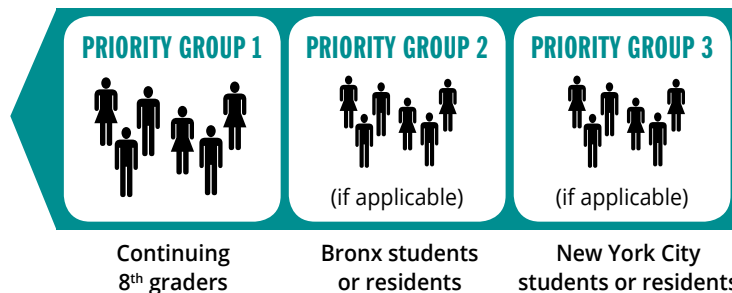 PRIORITY GROUP 1
PRIORITY GROUP 2
PRIORITY GROUP 3
(if applicable)
(if applicable)
Continuing
8th graders
Bronx students
or residents
New York City
students or residents